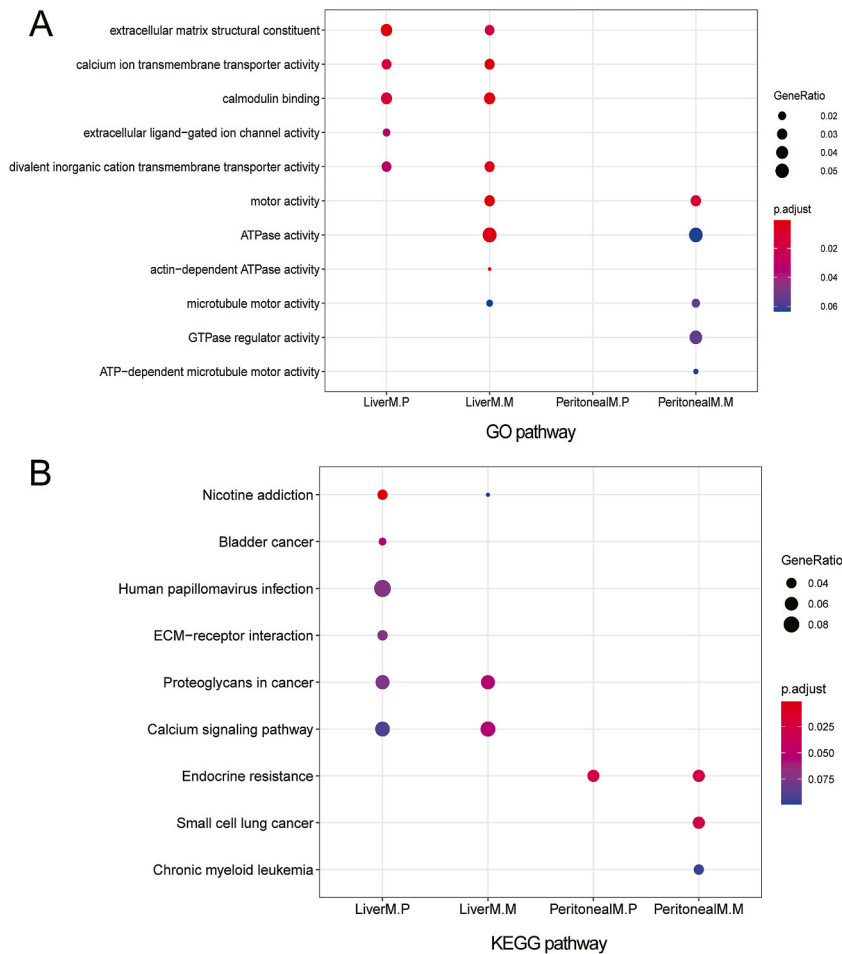 A
extracellular matrix structural constituent
calcium ion transmembrane transporter activity
calmodulin binding
extracellular ligand−gated ion channel activity
divalent inorganic cation transmembrane transporter activity
motor activity
ATPase activity
actin−dependent ATPase activity
microtubule motor activity
GTPase regulator activity
ATP−dependent microtubule motor activity
LiverM.P
LiverM.M
PeritonealM.P
PeritonealM.M
GO pathway
GeneRatio
0.02
0.03
0.04
0.05
p.adjust
0.02
0.04
0.06
B
Nicotine addiction
Bladder cancer
Human papillomavirus infection
ECM−receptor interaction
Proteoglycans in cancer
Calcium signaling pathway
Endocrine resistance
Small cell lung cancer
Chronic myeloid leukemia
LiverM.P
LiverM.M
PeritonealM.P
PeritonealM.M
KEGG pathway
GeneRatio
0.04
0.06
0.08
p.adjust
0.025
0.050
0.075